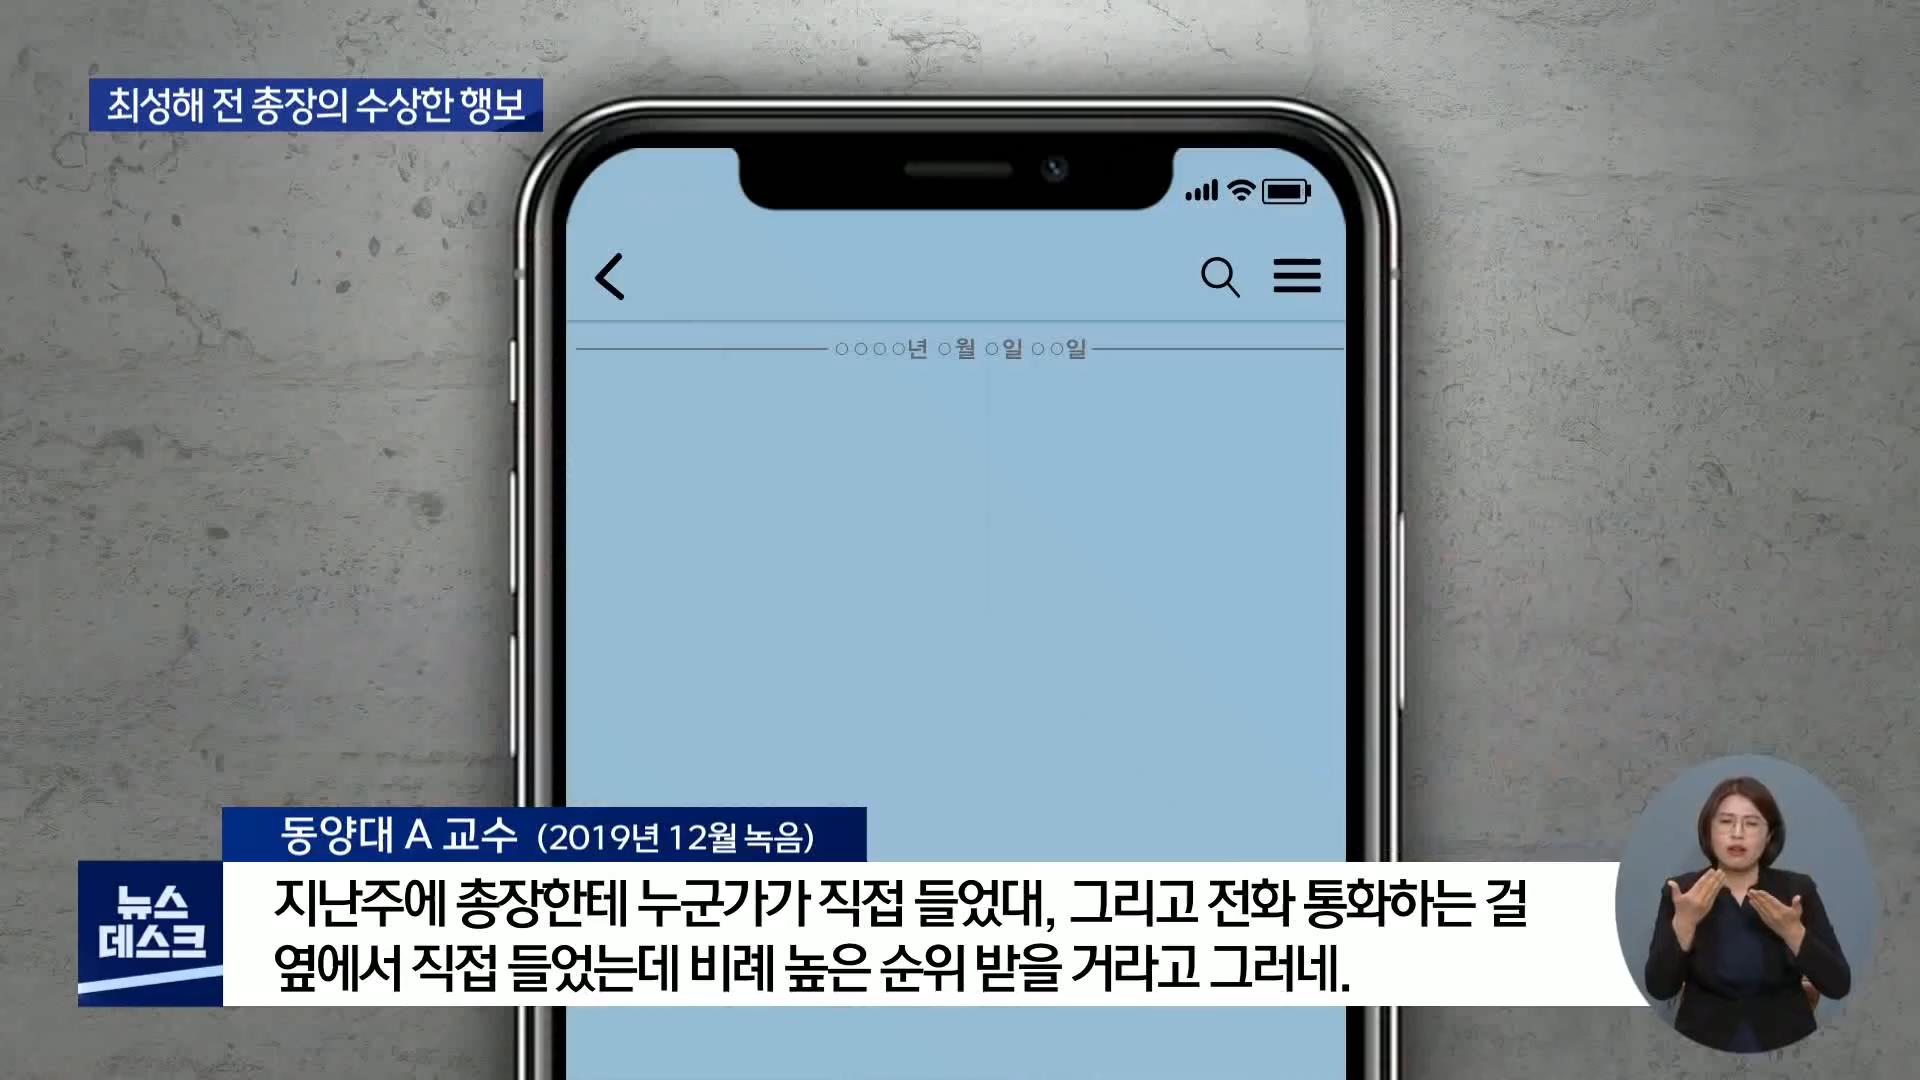 최성해 전 총장의 수상한 행보
○○○○년 ○월 ○일 ○○일
동양대 A 교수 (2019년 12월 녹음)
뉴스
데스크
지난주에 총장한테 누군가가 직접 들었대, 그리고 전화 통화하는 걸
옆에서 직접 들었는데 비례 높은 순위 받을 거라고 그러네.